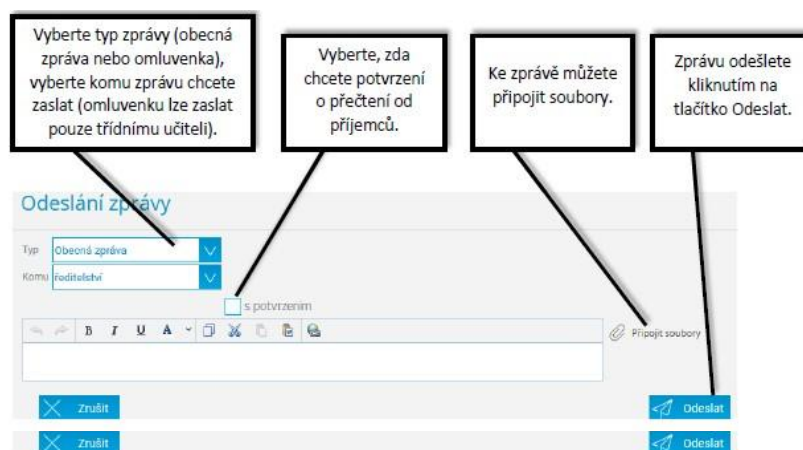 Vyberte typ zprávy (obecná
zpráva nebo omluvenka),
vyberte komu zprávu chcete
zaslat (omluvenku lze zaslat
pouze třídnímu učiteli).
Vyberte, zda
chcete potvrzení
o přečtení od
příjemců.
Ke zprávě můžete
připojit soubory.
Zprávu odešlete
kliknutím na
tlačítko Odeslat.
Odeslání zprávy
Typ Obecná zpráva
Komu ředitelství
s potvrzením
B I U A
Připojit soubory
Zrušit Odeslat
Zrušit Odeslat